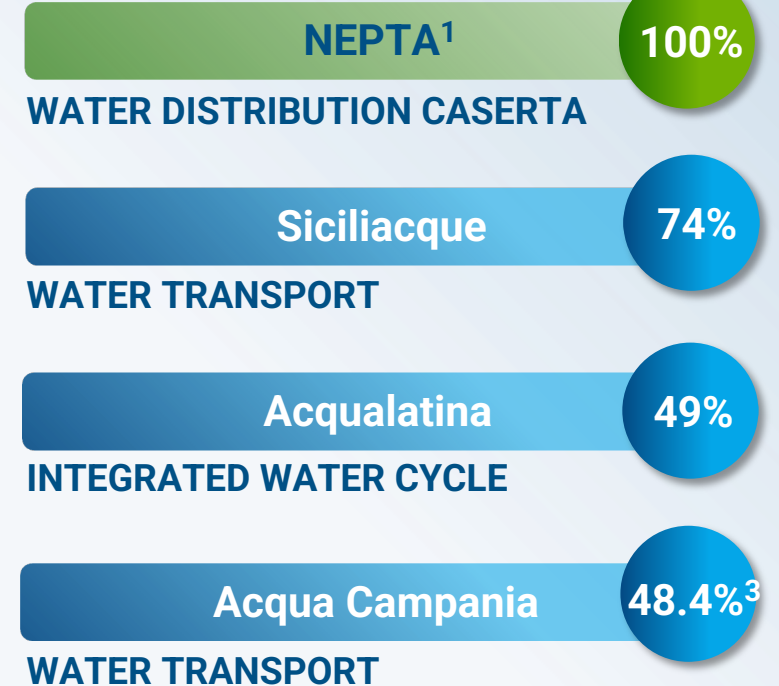 NEPTA¹ 100%
WATER DISTRIBUTION CASERTA
Siciliacque 74%
WATER TRANSPORT
Acqualatina 49%
INTEGRATED WATER CYCLE
Acqua Campania 48.4%³
WATER TRANSPORT